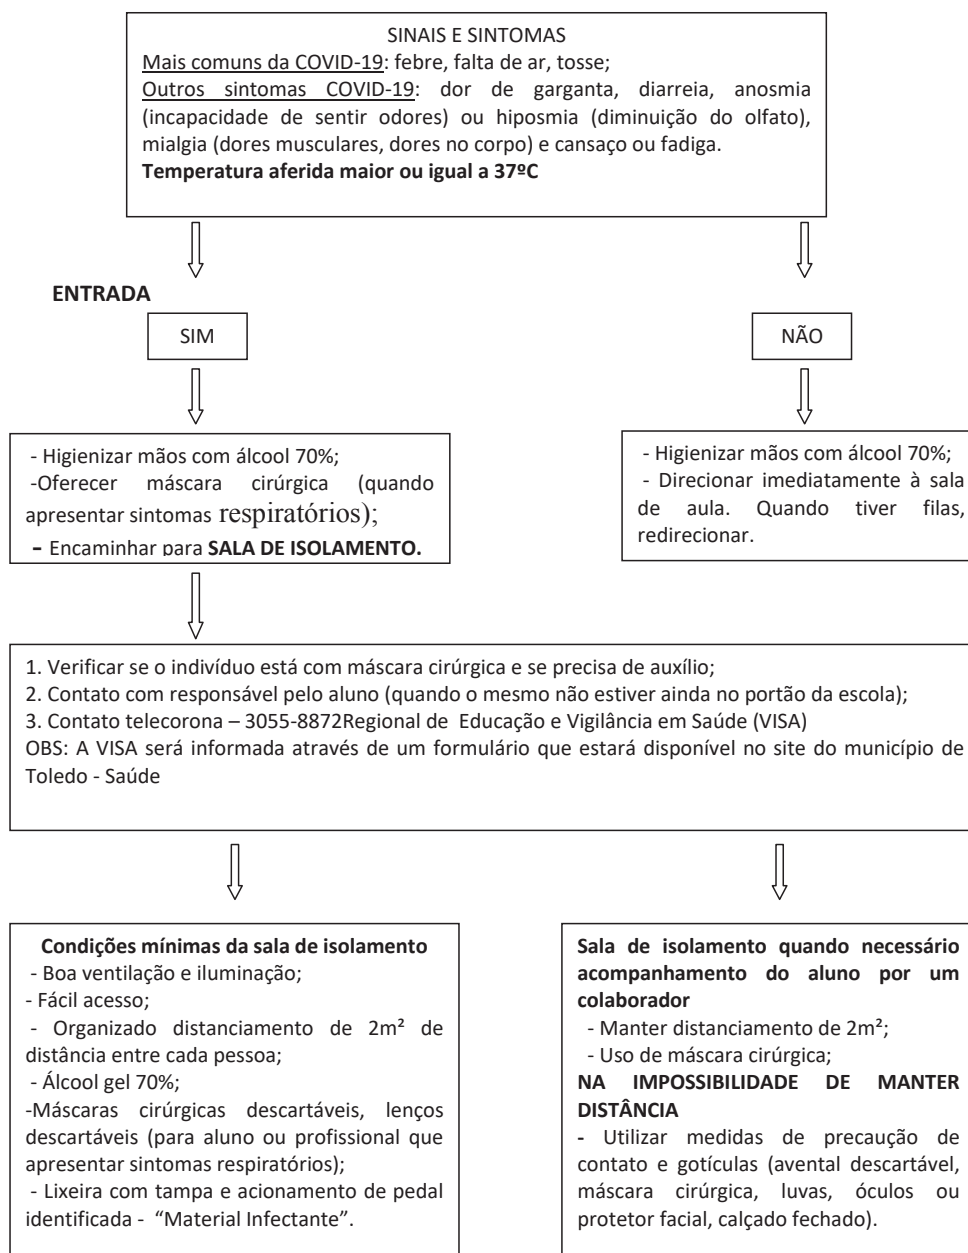 SINAIS E SINTOMAS
Mais comuns da COVID-19: febre, falta de ar, tosse;
Outros sintomas COVID-19: dor de garganta, diarreia, anosmia
(incapacidade de sentir odores) ou hiposmia (diminuição do olfato),
mialgia (dores musculares, dores no corpo) e cansaço ou fadiga.
Temperatura aferida maior ou igual a 37ºC
ENTRADA
SIM
NÃO
- Higienizar mãos com álcool 70%;
-Oferecer máscara cirúrgica (quando
apresentar sintomas respiratórios);
- Encaminhar para SALA DE ISOLAMENTO.
- Higienizar mãos com álcool 70%;
- Direcionar imediatamente à sala
de aula. Quando tiver filas,
redirecionar.
1. Verificar se o indivíduo está com máscara cirúrgica e se precisa de auxílio;
2. Contato com responsável pelo aluno (quando o mesmo não estiver ainda no portão da escola);
3. Contato telecorona – 3055-8872Regional de Educação e Vigilância em Saúde (VISA)
OBS: A VISA será informada através de um formulário que estará disponível no site do município de
Toledo - Saúde
Condições mínimas da sala de isolamento
- Boa ventilação e iluminação;
- Fácil acesso;
- Organizado distanciamento de 2m² de
distância entre cada pessoa;
- Álcool gel 70%;
-Máscaras cirúrgicas descartáveis, lenços
descartáveis (para aluno ou profissional que
apresentar sintomas respiratórios);
- Lixeira com tampa e acionamento de pedal
identificada - “Material Infectante”.
Sala de isolamento quando necessário
acompanhamento do aluno por um
colaborador
- Manter distanciamento de 2m²;
- Uso de máscara cirúrgica;
NA IMPOSSIBILIDADE DE MANTER
DISTÂNCIA
- Utilizar medidas de precaução de
contato e gotículas (avental descartável,
máscara cirúrgica, luvas, óculos ou
protetor facial, calçado fechado).